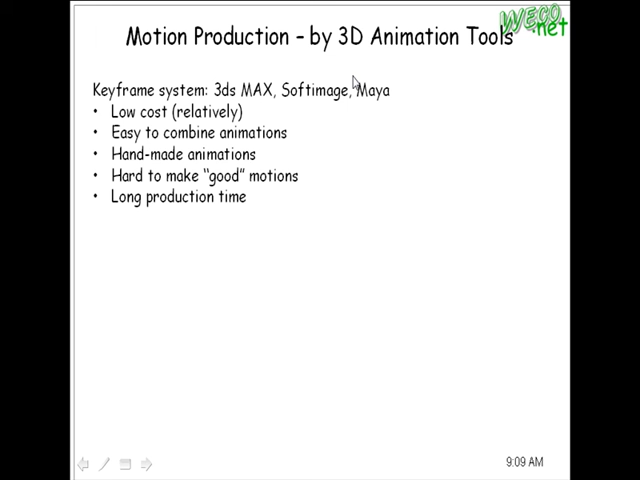 Motion Production – by 3D Animation Tools
WECO.net
Keyframe system: 3ds MAX, Softimage, Maya
• Low cost (relatively)
• Easy to combine animations
• Hand-made animations
• Hard to make “good” motions
• Long production time
9:09 AM